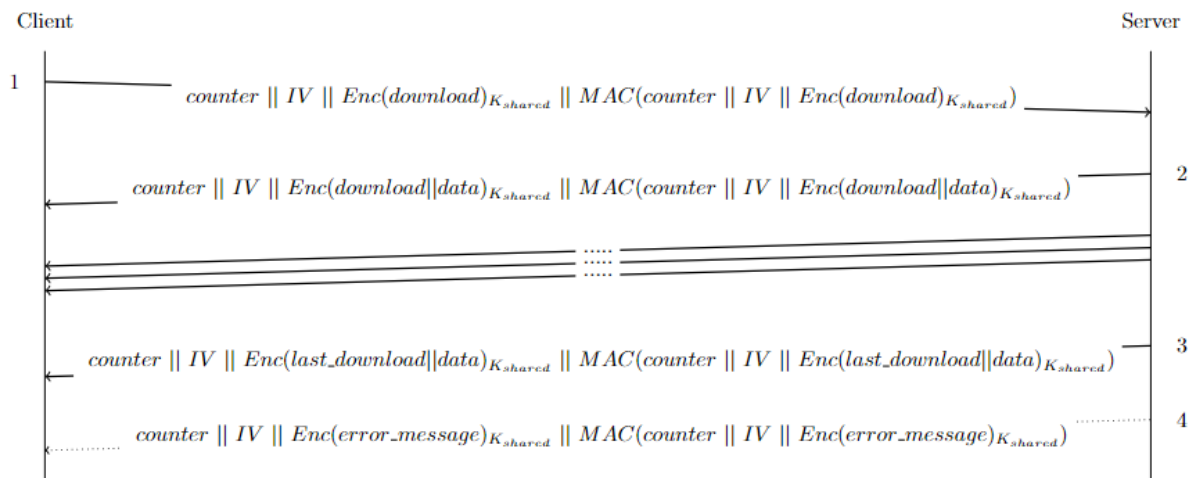 Client Server
1
counter || IV || Enc(download)K_shared || MAC(counter || IV || Enc(download)K_shared)
counter || IV || Enc(download||data)K_shared || MAC(counter || IV || Enc(download||data)K_shared)
2
.....
.....
.....
counter || IV || Enc(last_download||data)K_shared || MAC(counter || IV || Enc(last_download||data)K_shared)
3
counter || IV || Enc(error_message)K_shared || MAC(counter || IV || Enc(error_message)K_shared)
4